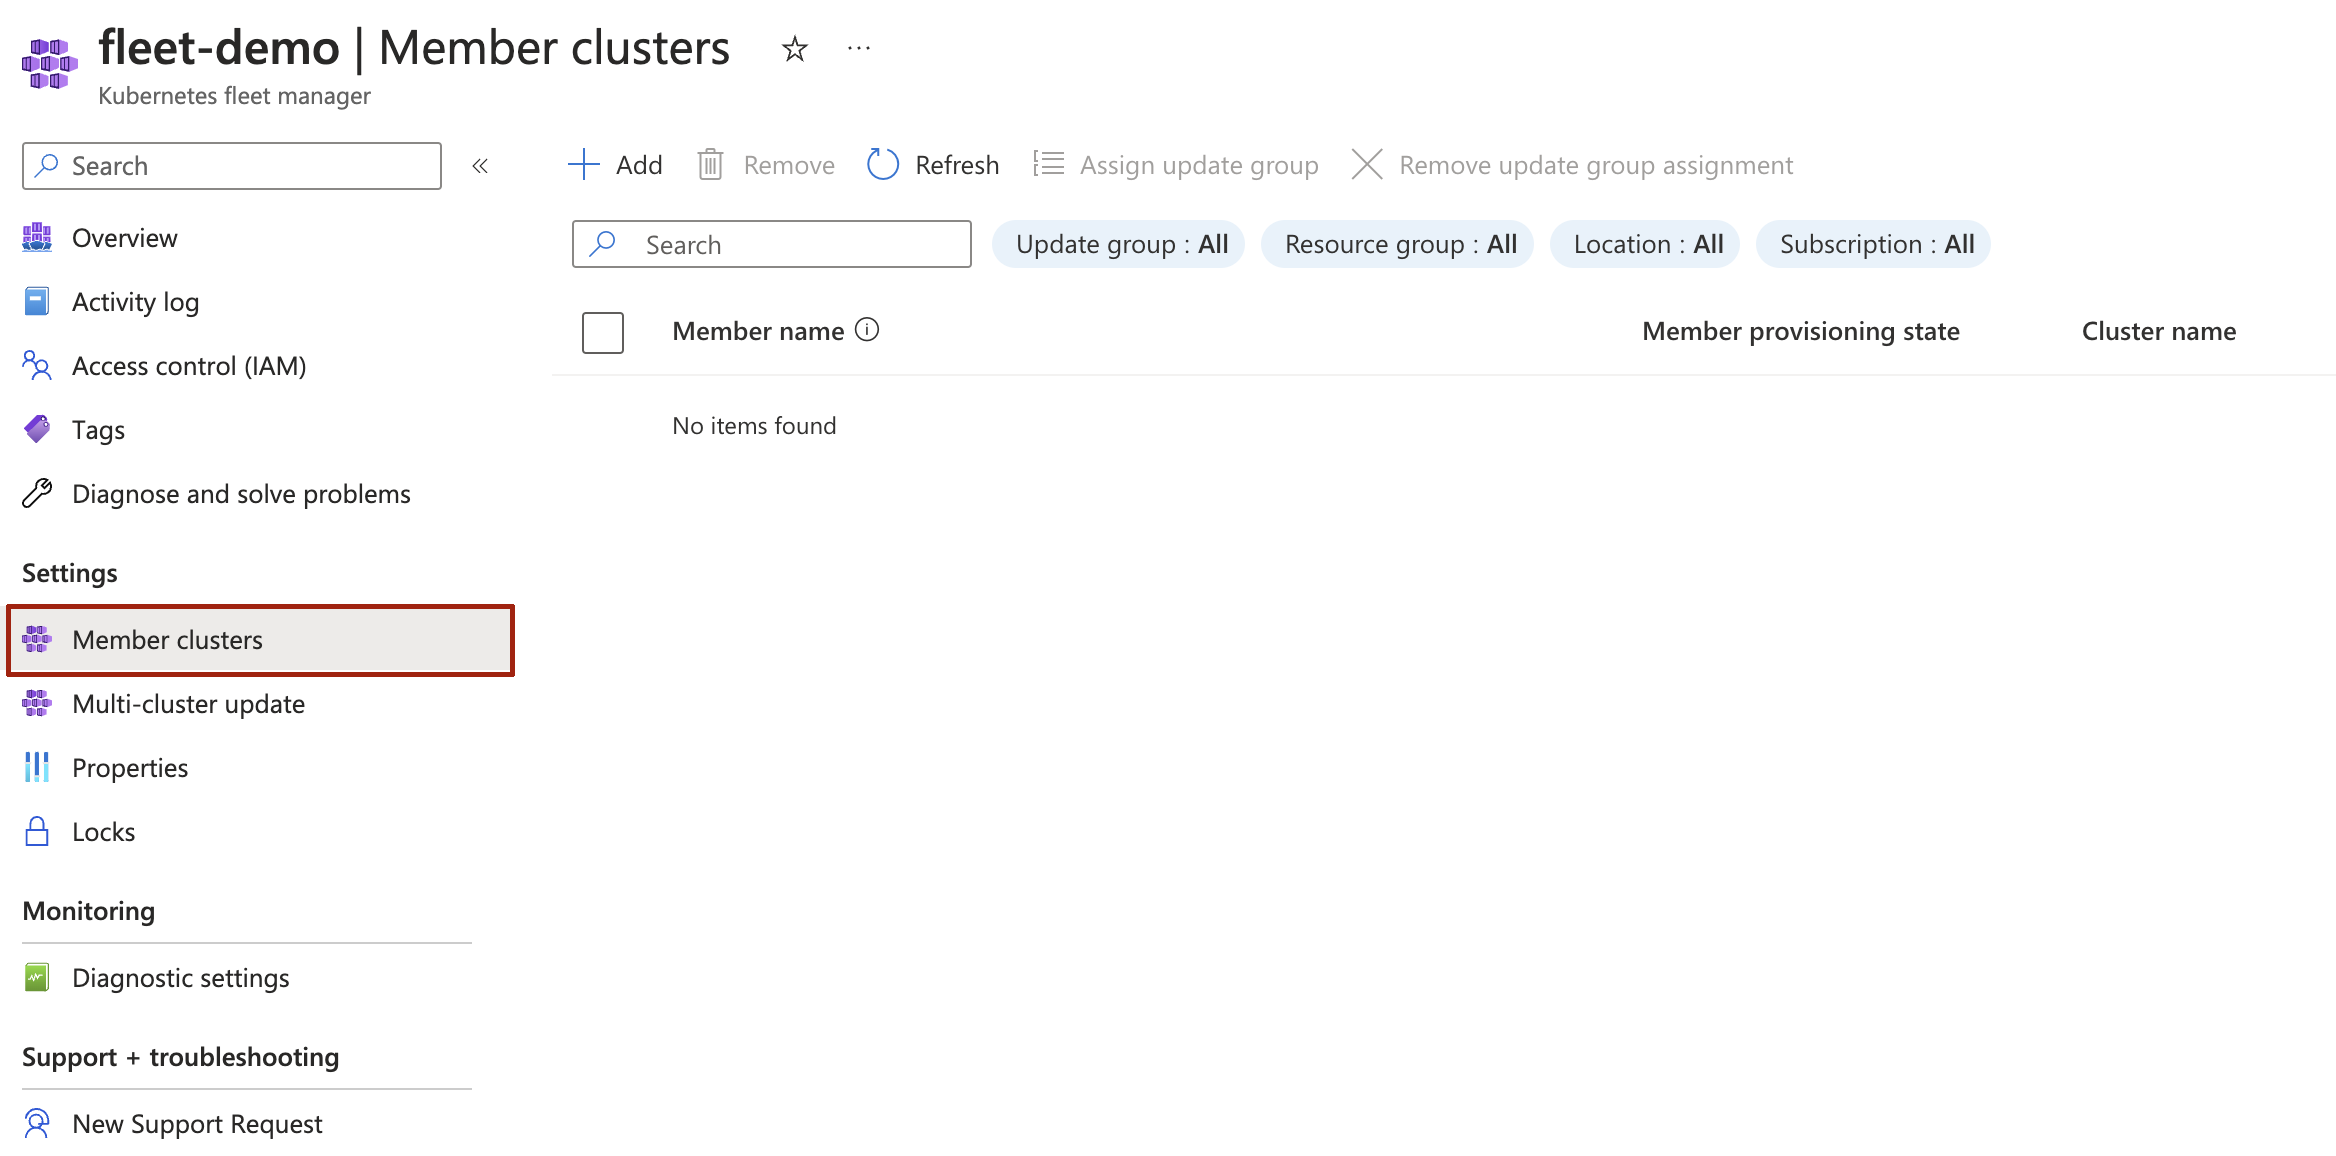 fleet-demo | Member clusters
Kubernetes fleet manager
Search
Overview
Activity log
Access control (IAM)
Tags
Diagnose and solve problems
Settings
Member clusters
Multi-cluster update
Properties
Locks
Monitoring
Diagnostic settings
Support + troubleshooting
New Support Request
Add Remove Refresh Assign update group Remove update group assignment
Search Update group : All Resource group : All Location : All Subscription : All
Member name Member provisioning state Cluster name
No items found